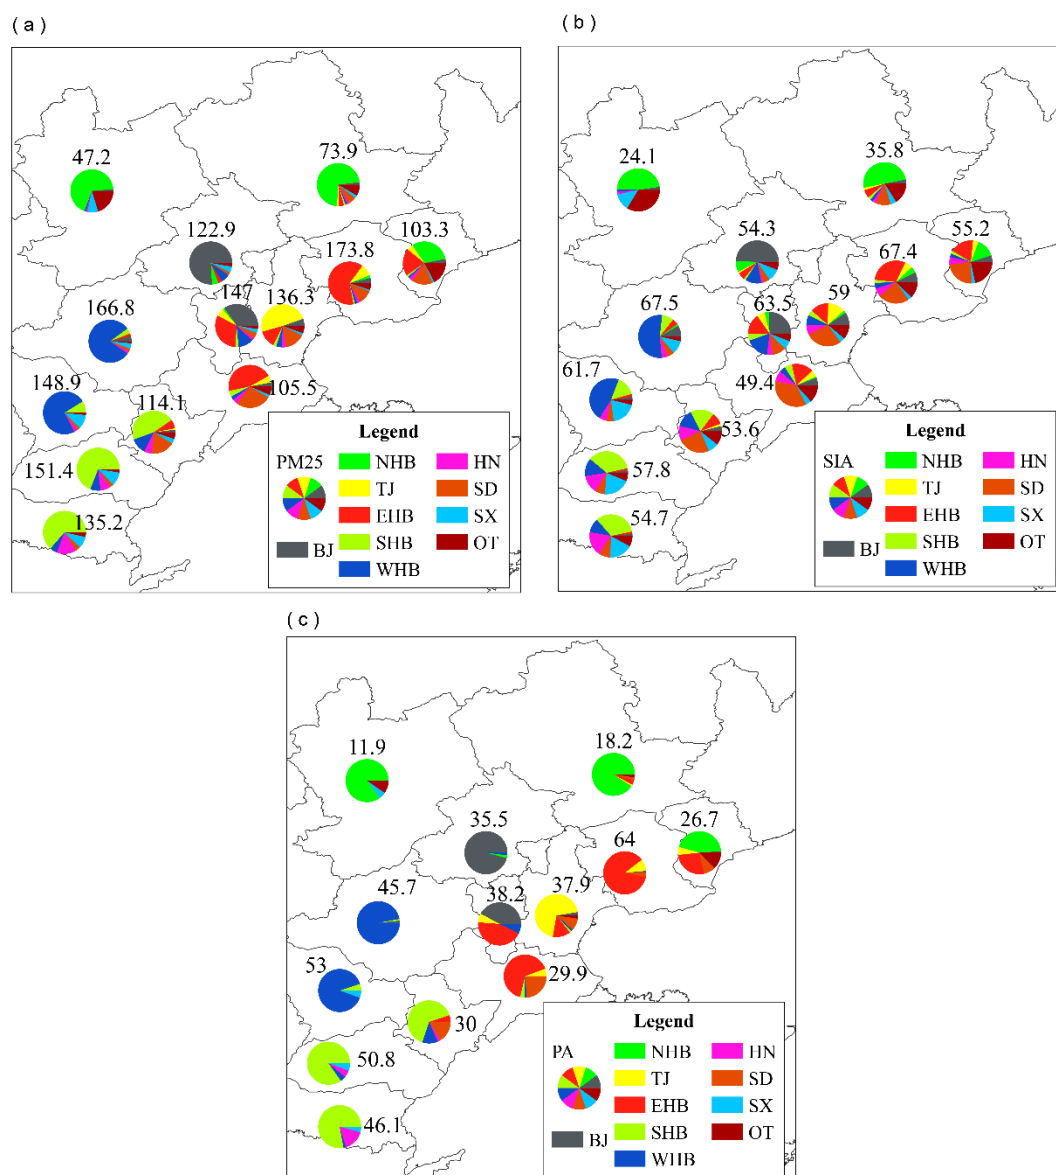 ( a )
47.2
73.9
122.9
173.8
103.3
147
136.3
166.8
148.9
114.1
105.5
151.4
135.2
Legend
PM25
NHB
HN
TJ
SD
EHB
SX
SHB
OT
BJ
WHB
( b )
24.1
35.8
54.3
67.4
55.2
67.5
63.5
59
61.7
49.4
53.6
57.8
54.7
Legend
SIA
NHB
HN
TJ
SD
EHB
SX
SHB
OT
BJ
WHB
( c )
11.9
18.2
35.5
64
26.7
45.7
38.2
37.9
53
29.9
30
50.8
46.1
Legend
PA
NHB
HN
TJ
SD
EHB
SX
SHB
OT
BJ
WHB